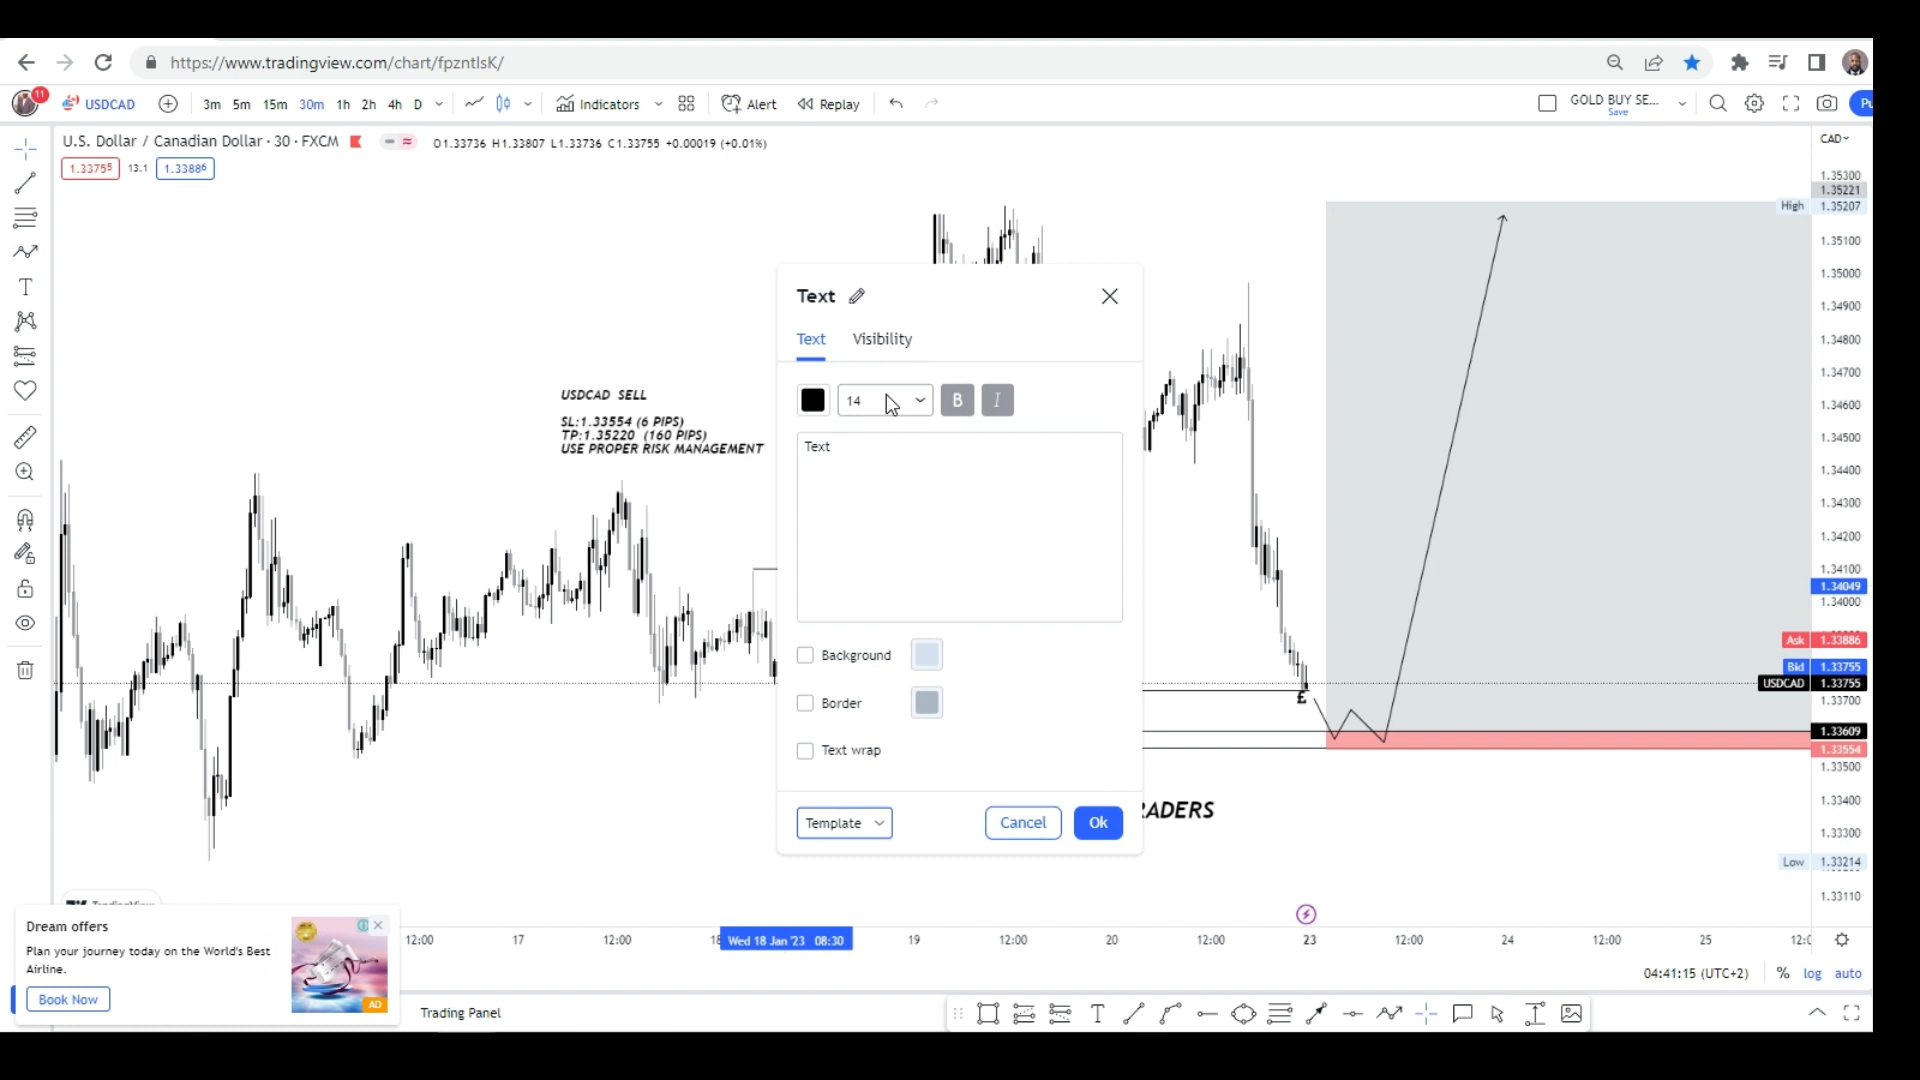 https://www.tradingview.com/chart/fpzntlsK/
11
USDCAD
3m 5m 15m 30m 1h 2h 4h D
Indicators
Alert
Replay
GOLD BUY SE...
Save
U.S. Dollar / Canadian Dollar · 30 · FXCM
O1.33736 H1.33807 L1.33736 C1.33755 +0.00019 (+0.01%)
1.33755 13.1 1.33886
CAD
1.35300
1.35221
High 1.35207
1.35100
1.35000
1.34900
1.34800
1.34700
1.34600
1.34500
1.34400
1.34300
1.34200
1.34100
1.34049
1.34000
Ask 1.33886
Bid 1.33755
USDCAD 1.33755
1.33700
1.33609
1.33554
1.33500
1.33400
1.33300
Low 1.33214
1.33110
USDCAD SELL
SL:1.33554 (6 PIPS)
TP:1.35220 (160 PIPS)
USE PROPER RISK MANAGEMENT
Text
Text Visibility
14 B I
Text
Background
Border
Text wrap
Template Cancel Ok
£
RADERS
Dream offers
Plan your journey today on the World's Best
Airline.
Book Now
AD
12:00 17 12:00 18 Wed 18 Jan '23 08:30 19 12:00 20 12:00 23 12:00 24 12:00 25
04:41:15 (UTC+2) % log auto
Trading Panel